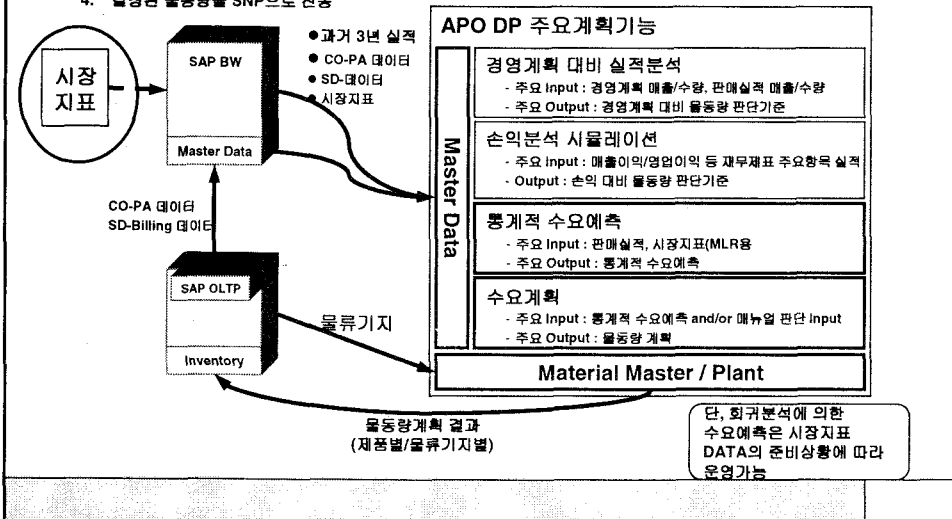 4. 결정된 물동량을 SNP으로 전송
시장
지표
SAP BW
Master Data
●과거 3년 실적
● CO-PA 데이터
● SD-데이터
● 시장지표
CO-PA 데이터
SD-Billing 데이터
SAP OLTP
Inventory
물류기지
물동량계획 결과
(제품별/물류기지별)
APO DP 주요계획기능
Master Data
경영계획 대비 실적분석
- 주요 Input : 경영계획 매출/수량, 판매실적 매출/수량
- 주요 Output : 경영계획 대비 물동량 판단기준
손익분석 시뮬레이션
- 주요 Input : 매출이익/영업이익 등 재무제표 주요항목 실적
- Output : 손익 대비 물동량 판단기준
통계적 수요예측
- 주요 Input : 판매실적, 시장지표(MLR용
- 주요 Output : 통계적 수요예측
수요계획
- 주요 Input : 통계적 수요예측 and/or 매뉴얼 판단 Input
- 주요 Output : 물동량 계획
Material Master / Plant
단, 회귀분석에 의한
수요예측은 시장지표
DATA의 준비상황에 따라
운영가능